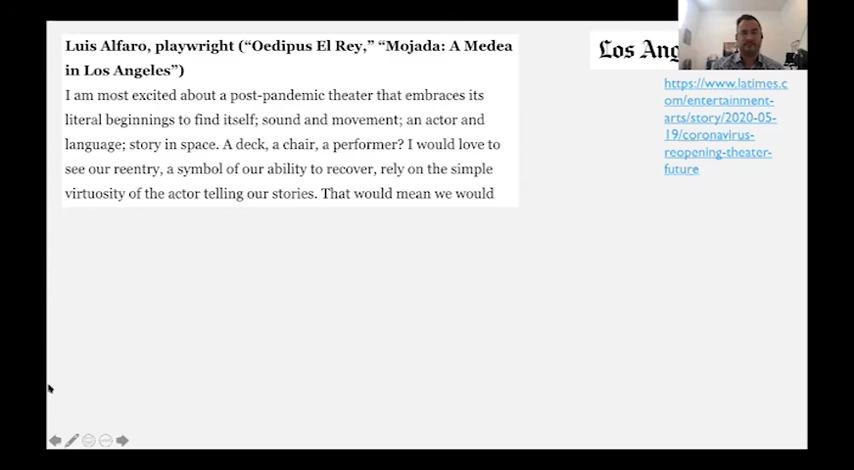 Luis Alfaro, playwright (“Oedipus El Rey,” “Mojada: A Medea
in Los Angeles”)
I am most excited about a post-pandemic theater that embraces its
literal beginnings to find itself; sound and movement; an actor and
language; story in space. A deck, a chair, a performer? I would love to
see our reentry, a symbol of our ability to recover, rely on the simple
virtuosity of the actor telling our stories. That would mean we would
Los Ang
https://www.latimes.c
om/entertainment-
arts/story/2020-05-
19/coronavirus-
reopening-theater-
future